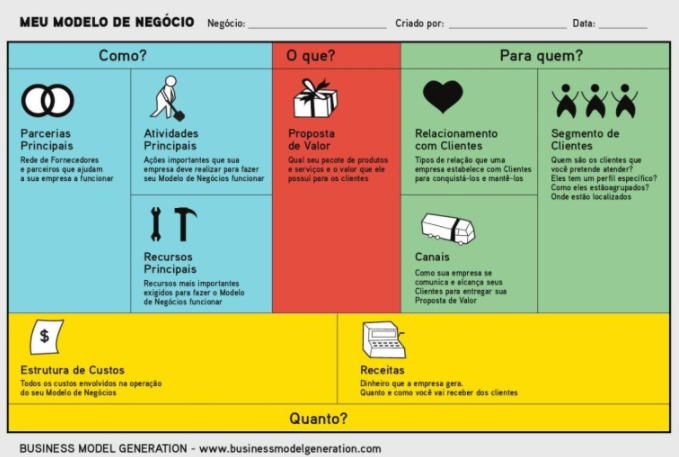 MEU MODELO DE NEGÓCIO Negócio: Criado por: Data:
Como?
O que?
Para quem?
Parcerias
Principais
Rede de Fornecedores
e parceiros que ajudam
a sua empresa a funcionar
Atividades
Principais
Ações importantes que sua
empresa deve realizar para fazer
seu Modelo de Negócios funcionar
Recursos
Principais
Recursos mais importantes
exigidos para fazer o Modelo
de Negócios funcionar
Proposta
de Valor
Qual seu pacote de produtos
e serviços e o valor que ele
possui para os clientes
Relacionamento
com Clientes
Tipos de relação que uma
empresa estabelece com Clientes
para conquistá-los e mantê-los
Canais
Como sua empresa se
comunica e alcança seus
Clientes para entregar sua
Proposta de Valor
Segmento de
Clientes
Quem são os clientes que
você pretende atender?
Eles tem um perfil específico?
Como eles estãoagrupados?
Onde estão localizados
$
Estrutura de Custos
Todos os custos envolvidos na operação
do seu Modelo de Negócios
Receitas
Dinheiro que a empresa gera.
Quanto e como você vai receber dos clientes
Quanto?
BUSINESS MODEL GENERATION - www.businessmodelgeneration.com